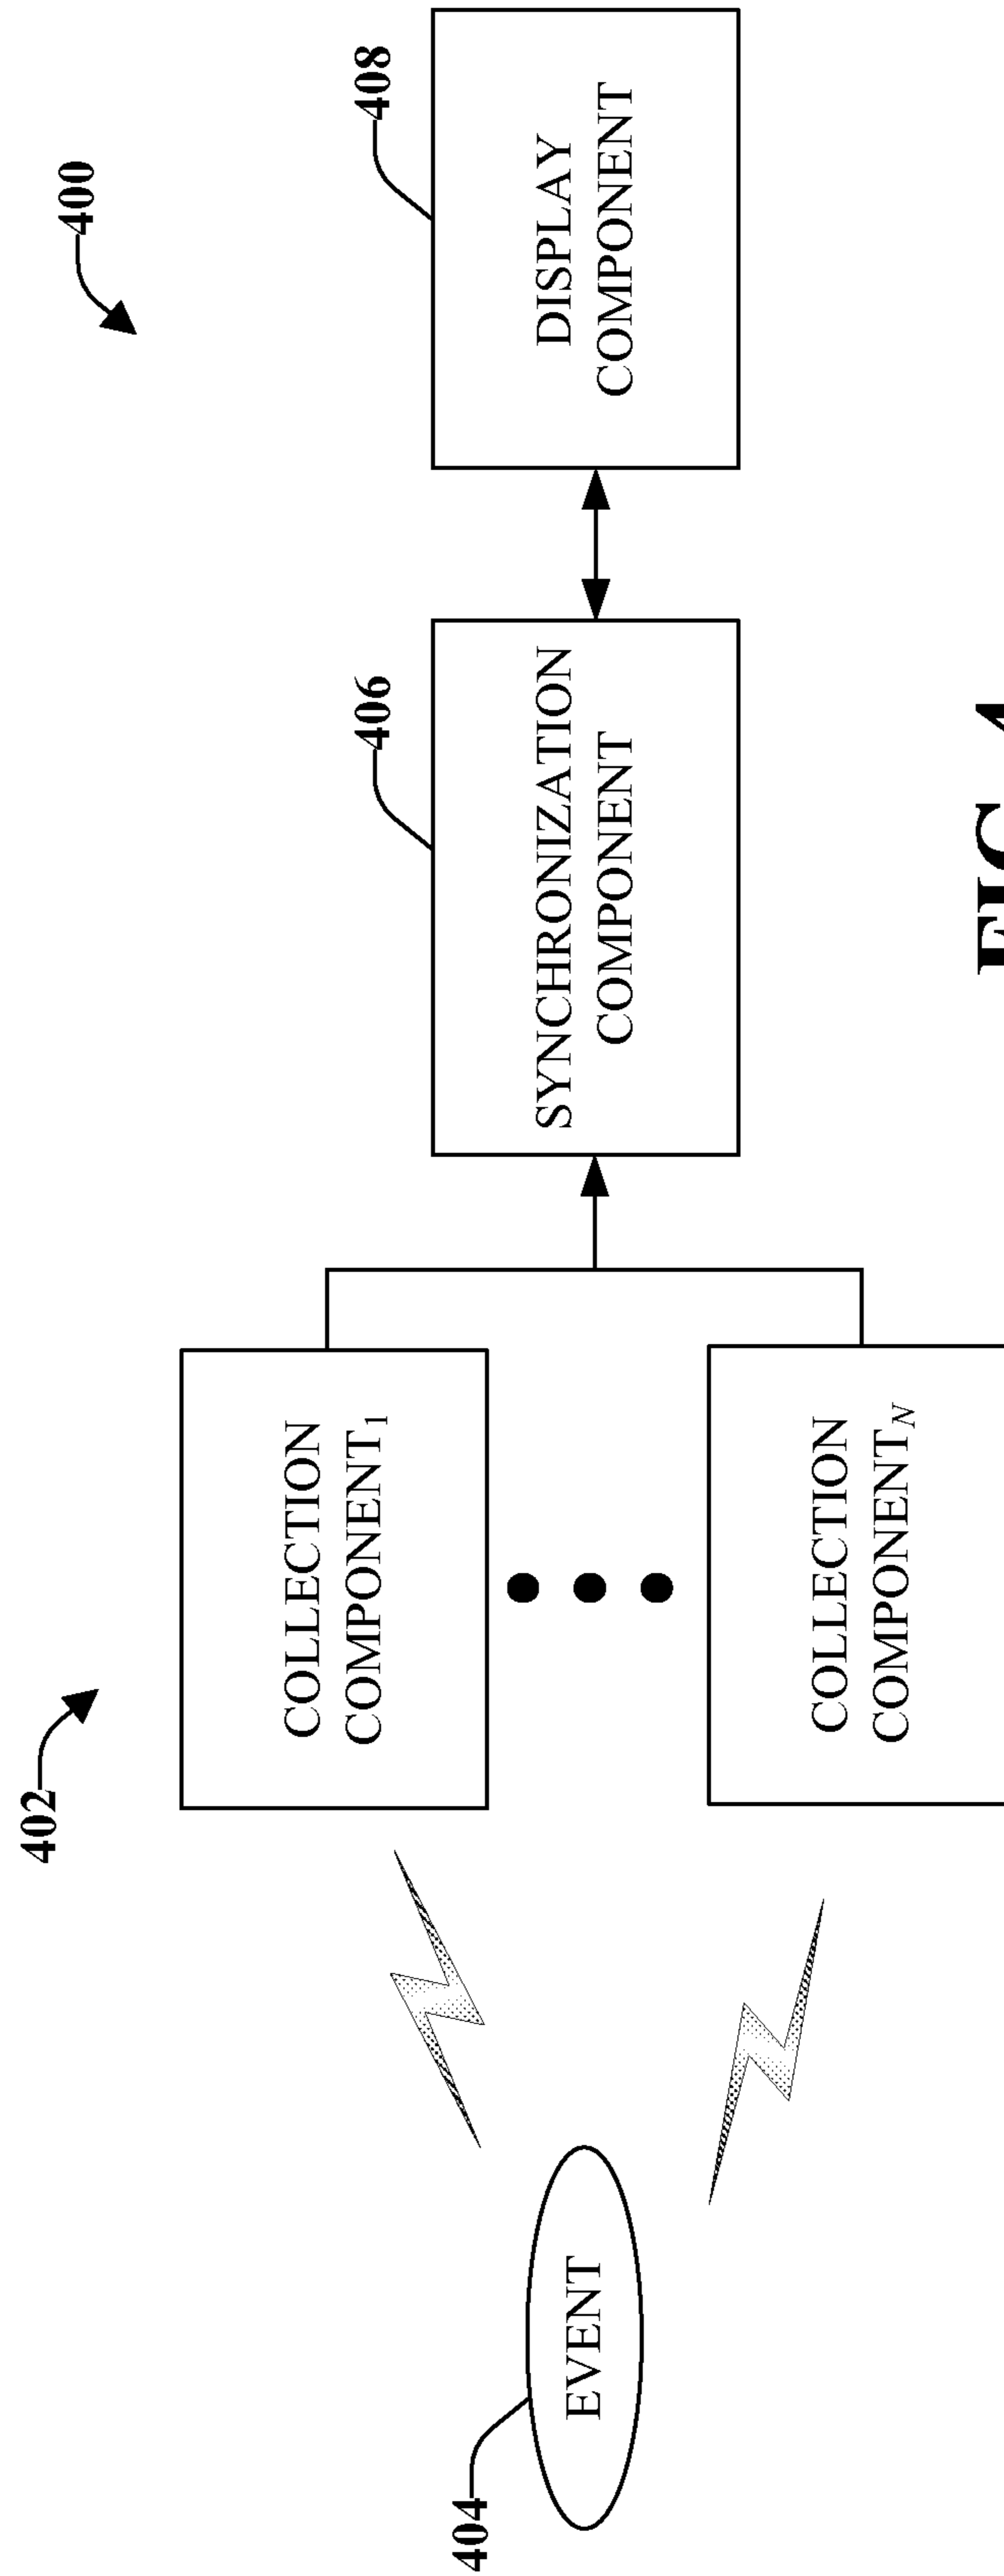 400
402
COLLECTION
COMPONENT1
404
EVENT
COLLECTION
COMPONENTN
406
SYNCHRONIZATION
COMPONENT
408
DISPLAY
COMPONENT